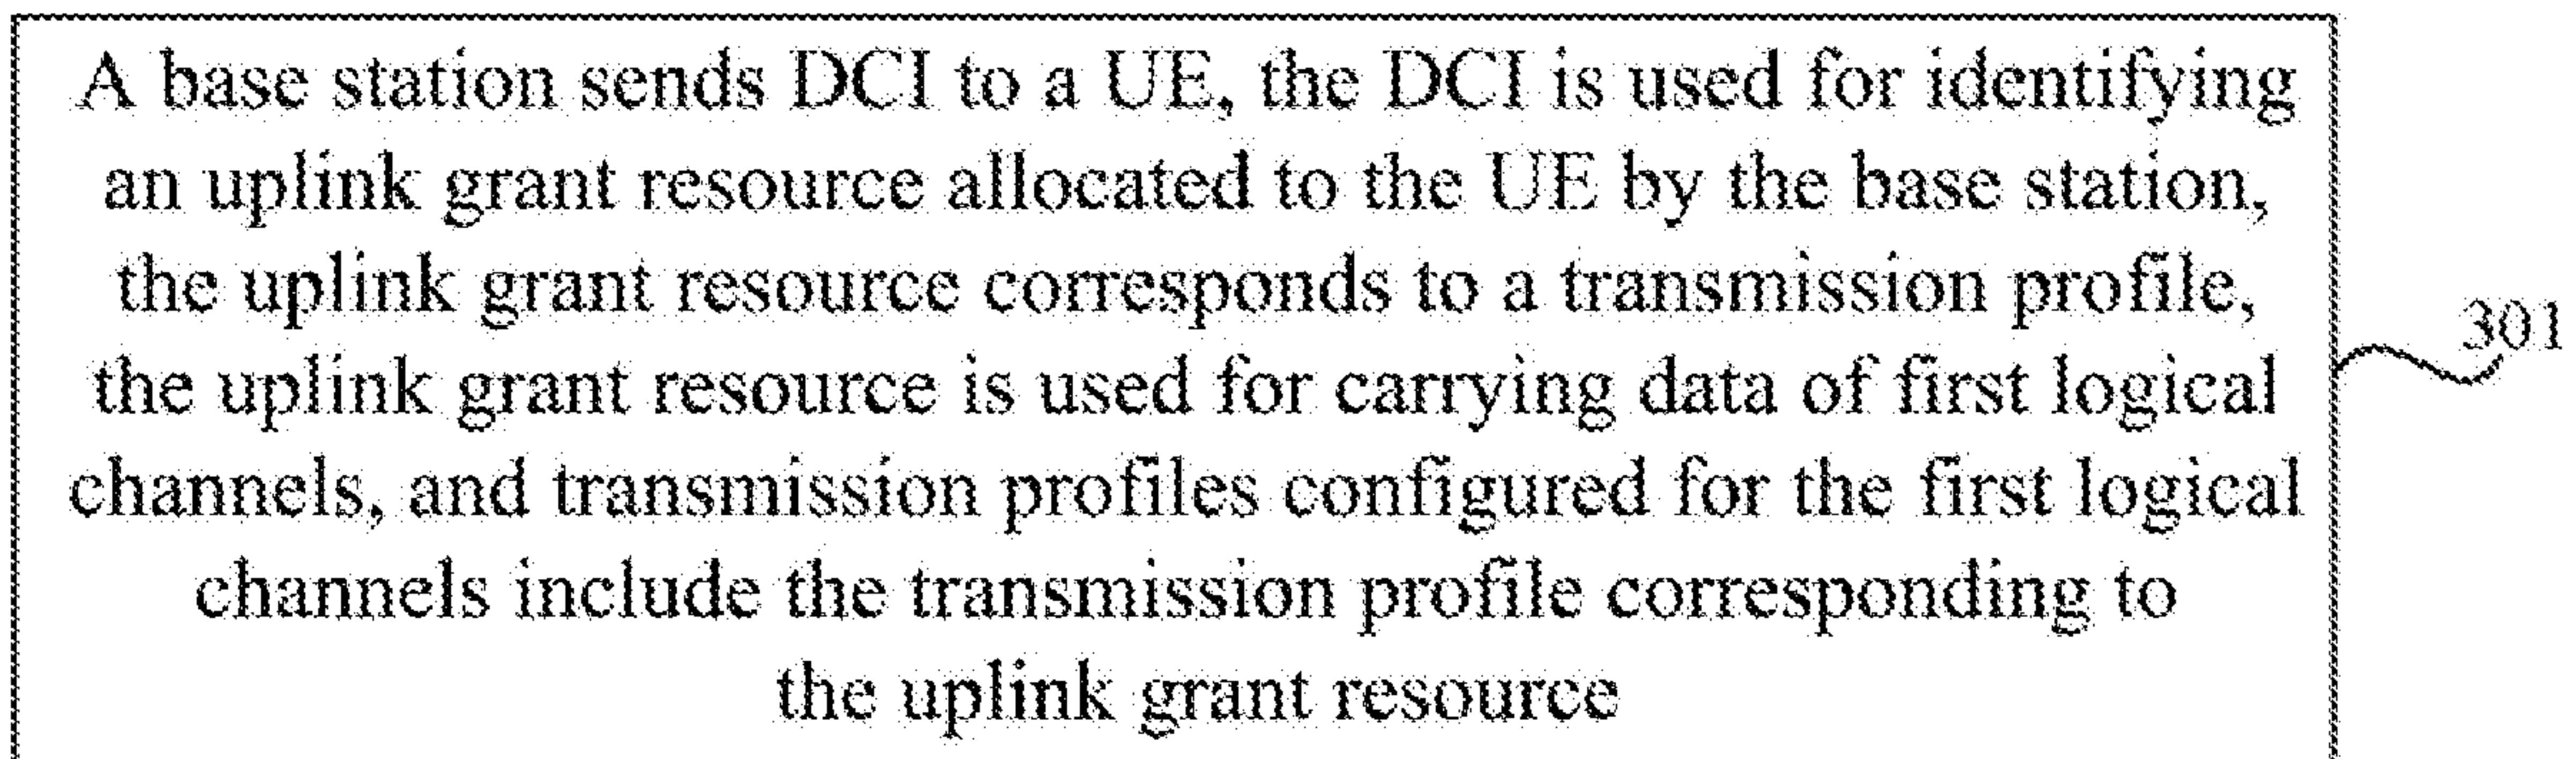 A base station sends DCI to a UE, the DCI is used for identifying
an uplink grant resource allocated to the UE by the base station,
the uplink grant resource corresponds to a transmission profile,
the uplink grant resource is used for carrying data of first logical
channels, and transmission profiles configured for the first logical
channels include the transmission profile corresponding to
the uplink grant resource
301